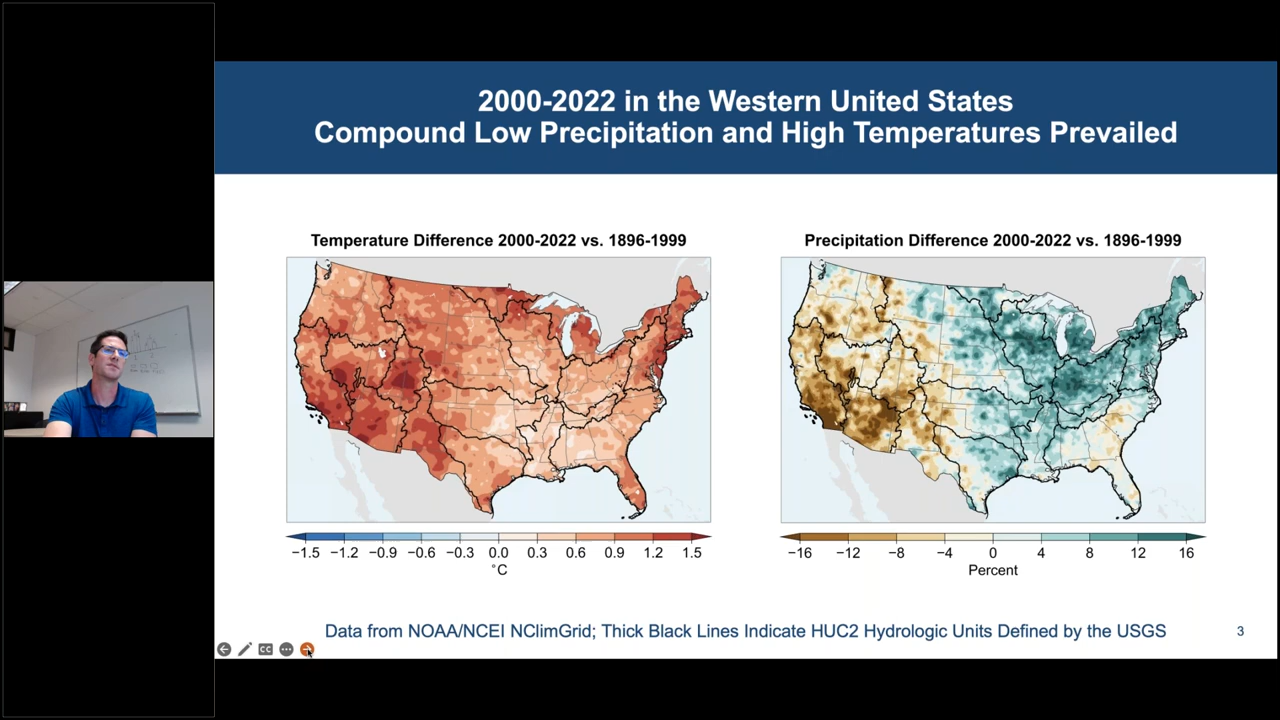 2000-2022 in the Western United States
Compound Low Precipitation and High Temperatures Prevailed
Temperature Difference 2000-2022 vs. 1896-1999
Precipitation Difference 2000-2022 vs. 1896-1999
−1.5 −1.2 −0.9 −0.6 −0.3 0.0 0.3 0.6 0.9 1.2 1.5
°C
−16 −12 −8 −4 0 4 8 12 16
Percent
Data from NOAA/NCEI NClimGrid; Thick Black Lines Indicate HUC2 Hydrologic Units Defined by the USGS
3
CC